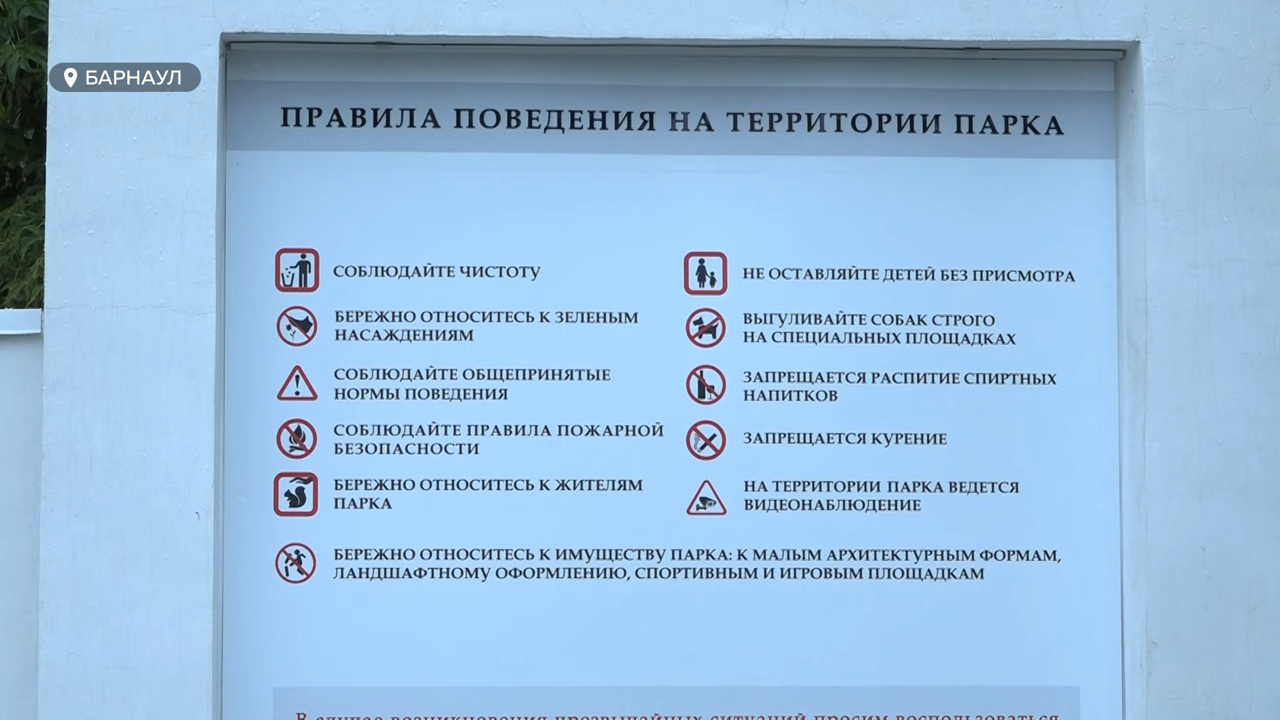 БАРНАУЛ
ПРАВИЛА ПОВЕДЕНИЯ НА ТЕРРИТОРИИ ПАРКА
СОБЛЮДАЙТЕ ЧИСТОТУ
БЕРЕЖНО ОТНОСИТЕСЬ К ЗЕЛЕНЫМ
НАСАЖДЕНИЯМ
СОБЛЮДАЙТЕ ОБЩЕПРИНЯТЫЕ
НОРМЫ ПОВЕДЕНИЯ
СОБЛЮДАЙТЕ ПРАВИЛА ПОЖАРНОЙ
БЕЗОПАСНОСТИ
БЕРЕЖНО ОТНОСИТЕСЬ К ЖИТЕЛЯМ
ПАРКА
НЕ ОСТАВЛЯЙТЕ ДЕТЕЙ БЕЗ ПРИСМОТРА
ВЫГУЛИВАЙТЕ СОБАК СТРОГО
НА СПЕЦИАЛЬНЫХ ПЛОЩАДКАХ
ЗАПРЕЩАЕТСЯ РАСПИТИЕ СПИРТНЫХ
НАПИТКОВ
ЗАПРЕЩАЕТСЯ КУРЕНИЕ
НА ТЕРРИТОРИИ ПАРКА ВЕДЕТСЯ
ВИДЕОНАБЛЮДЕНИЕ
БЕРЕЖНО ОТНОСИТЕСЬ К ИМУЩЕСТВУ ПАРКА: К МАЛЫМ АРХИТЕКТУРНЫМ ФОРМАМ,
ЛАНДШАФТНОМУ ОФОРМЛЕНИЮ, СПОРТИВНЫМ И ИГРОВЫМ ПЛОЩАДКАМ
В случае возникновения чрезвычайных ситуаций просим воспользоваться